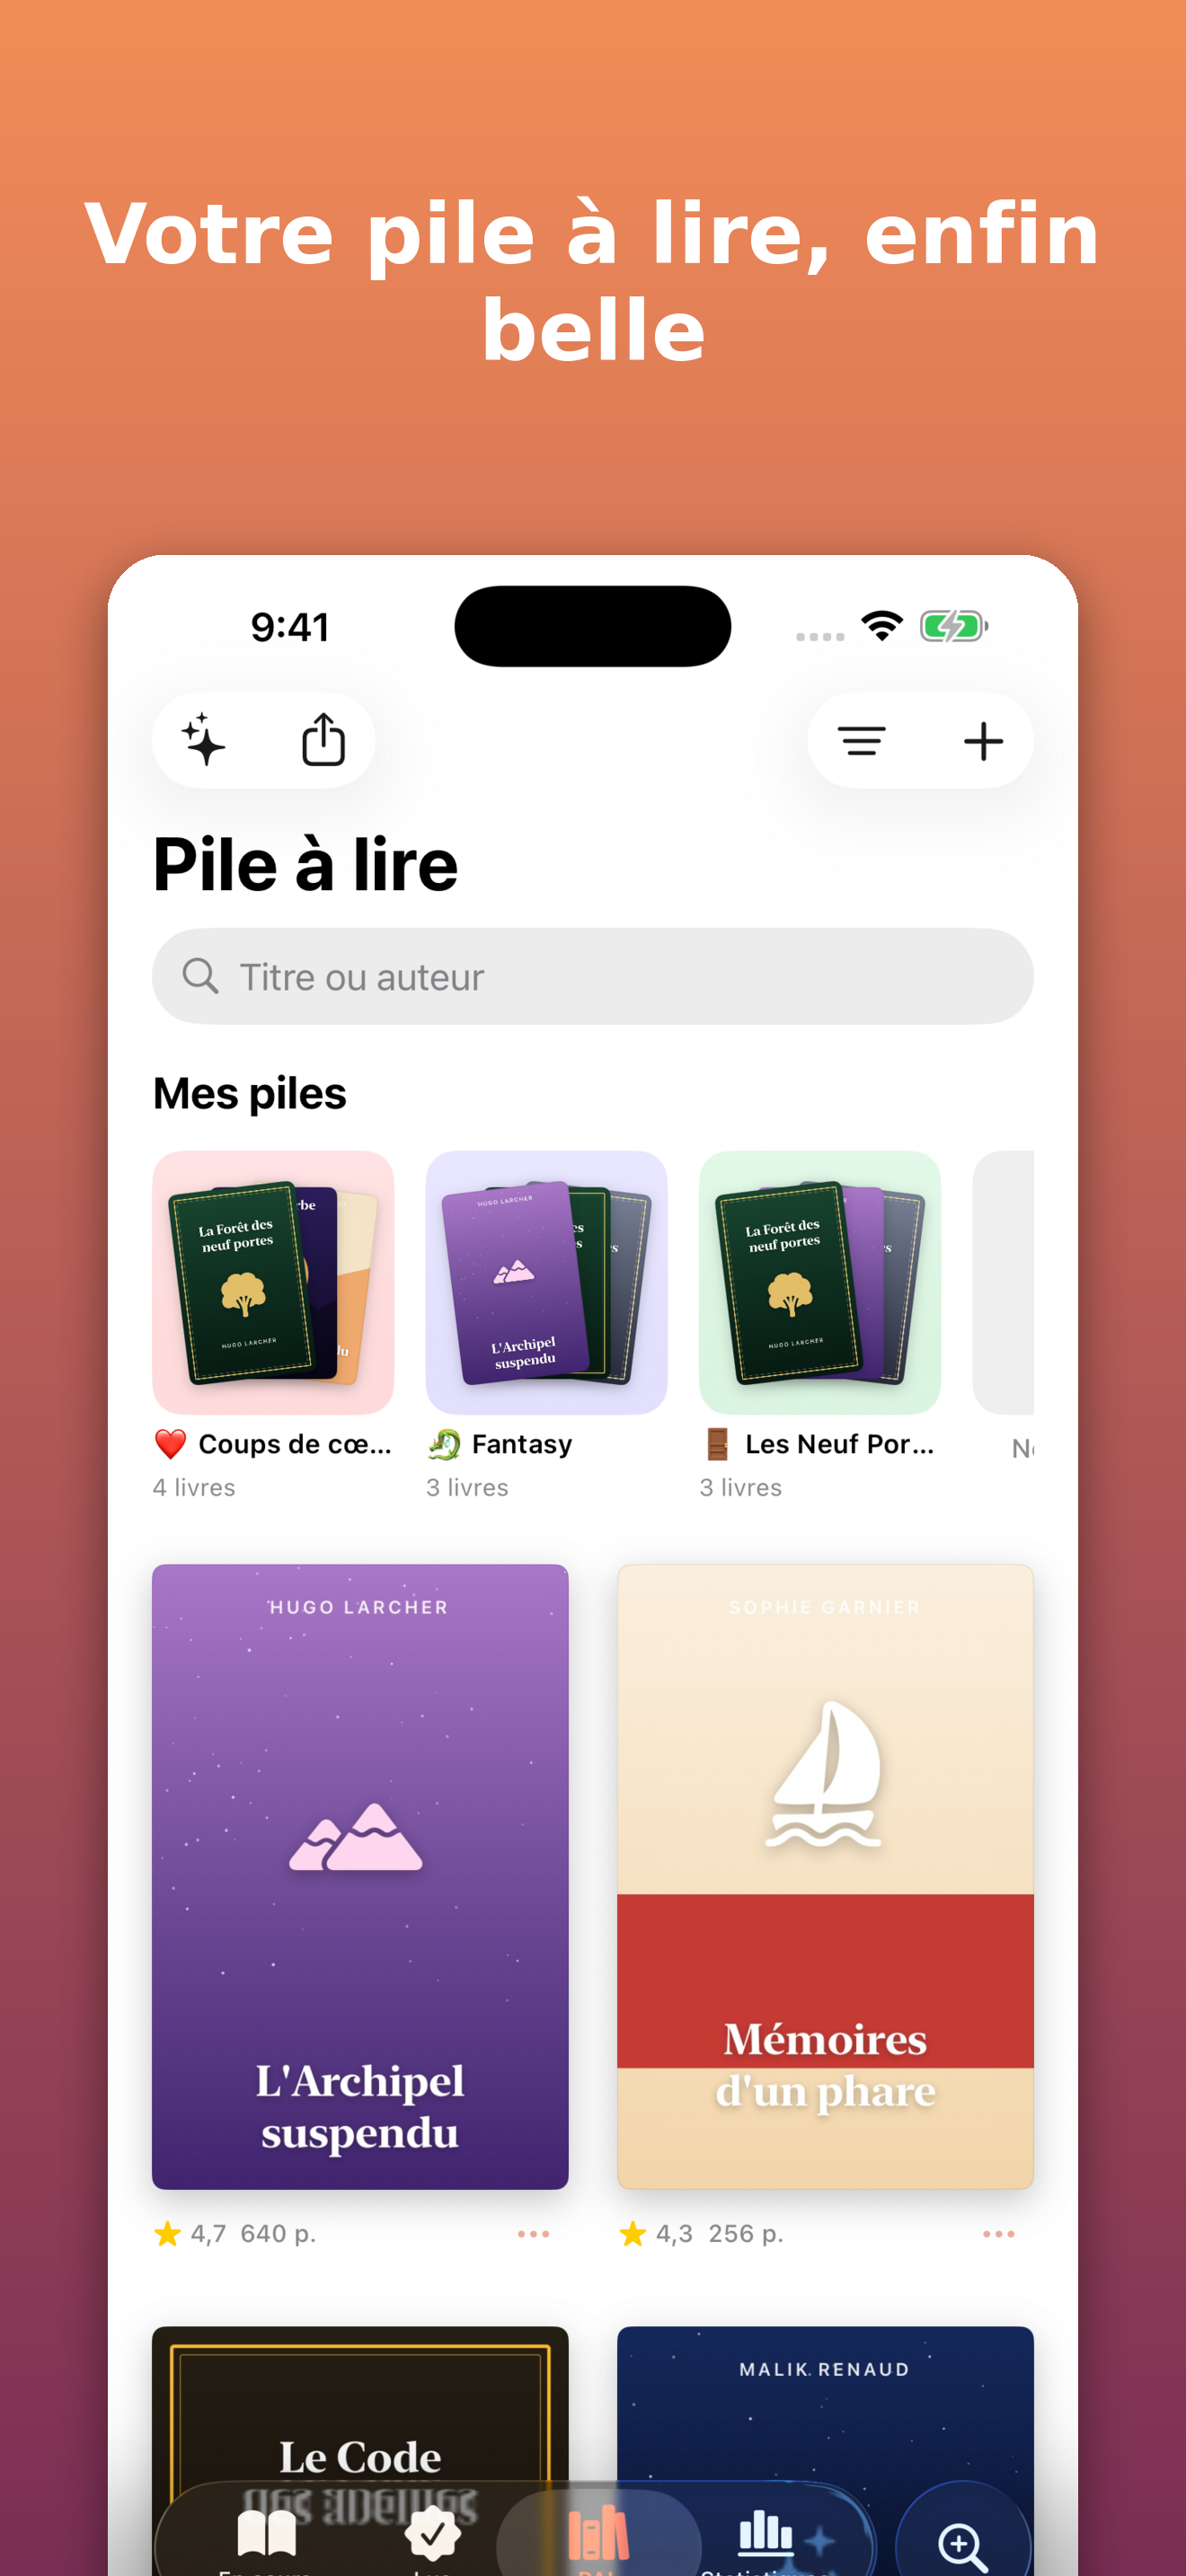 Votre pile à lire, enfin
belle
9:41
Pile à lire
Titre ou auteur
Mes piles
La Forêt des
neuf portes
HUGO LARCHER
HUGO LARCHER
L'Archipel
suspendu
La Forêt des
neuf portes
HUGO LARCHER
Coups de cœ...
Fantasy
Les Neuf Por...
4 livres
3 livres
3 livres
HUGO LARCHER
L'Archipel
suspendu
SOPHIE GARNIER
Mémoires
d'un phare
4,7 640 p.
4,3 256 p.
Le Code
MALIK RENAUD